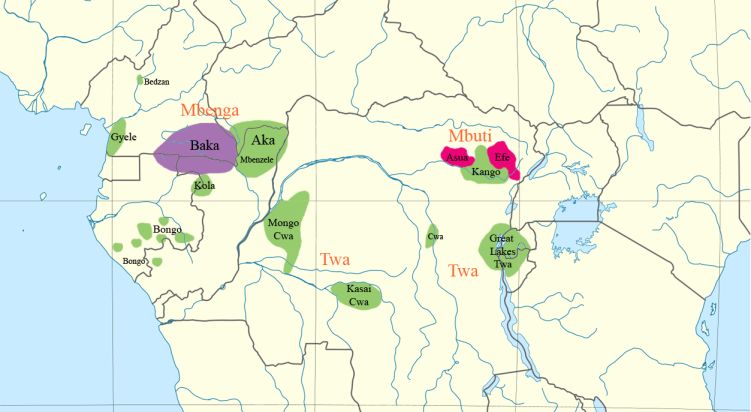 Bedzan
Mbenga
Gyele
Baka
Aka
Mbenzele
Kola
Bongo
Bongo
Mbuti
Asua
Efe
Kango
Mongo
Cwa
Cwa
Great
Lakes
Twa
Twa
Twa
Kasai
Cwa